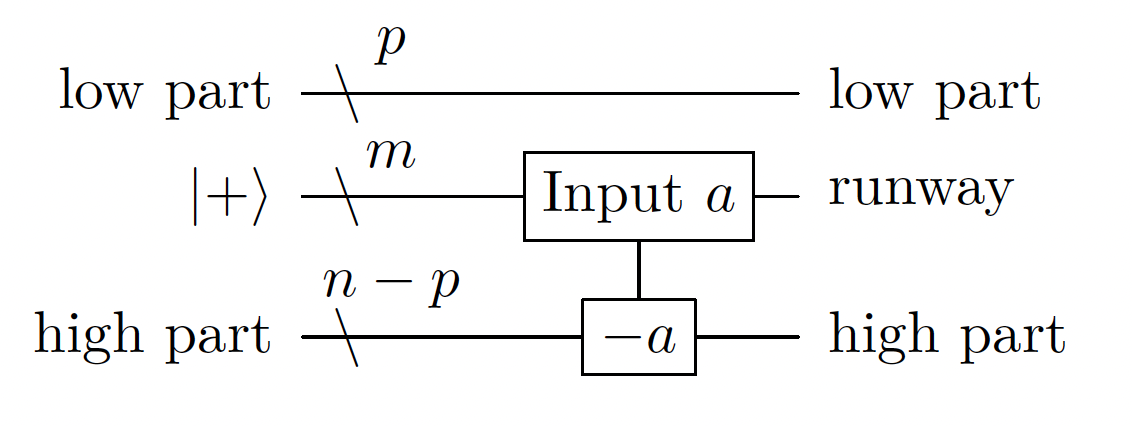 p
low part low part
m
|+⟩ Input a runway
n − p
high part −a high part